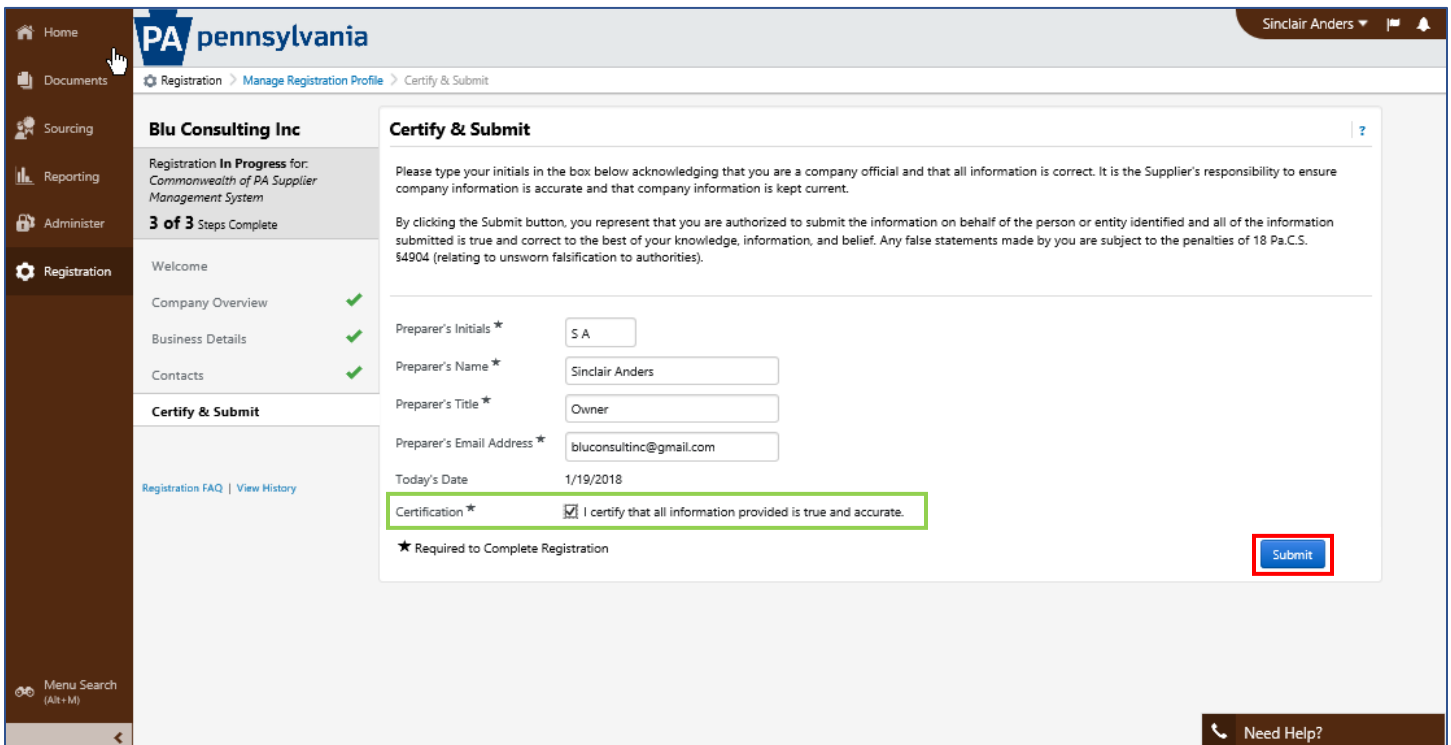 Home
Documents
Sourcing
Reporting
Administer
Registration
Menu Search
(Alt+M)
PA pennsylvania
Sinclair Anders
Registration > Manage Registration Profile > Certify & Submit
Blu Consulting Inc
Registration In Progress for:
Commonwealth of PA Supplier
Management System
3 of 3 Steps Complete
Welcome
Company Overview
Business Details
Contacts
Certify & Submit
Registration FAQ | View History
Certify & Submit
?
Please type your initials in the box below acknowledging that you are a company official and that all information is correct. It is the Supplier's responsibility to ensure
company information is accurate and that company information is kept current.
By clicking the Submit button, you represent that you are authorized to submit the information on behalf of the person or entity identified and all of the information
submitted is true and correct to the best of your knowledge, information, and belief. Any false statements made by you are subject to the penalties of 18 Pa.C.S.
§4904 (relating to unsworn falsification to authorities).
Preparer's Initials ★ S A
Preparer's Name ★ Sinclair Anders
Preparer's Title ★ Owner
Preparer's Email Address ★ bluconsultinc@gmail.com
Today's Date 1/19/2018
Certification ★ I certify that all information provided is true and accurate.
★ Required to Complete Registration
Submit
Need Help?